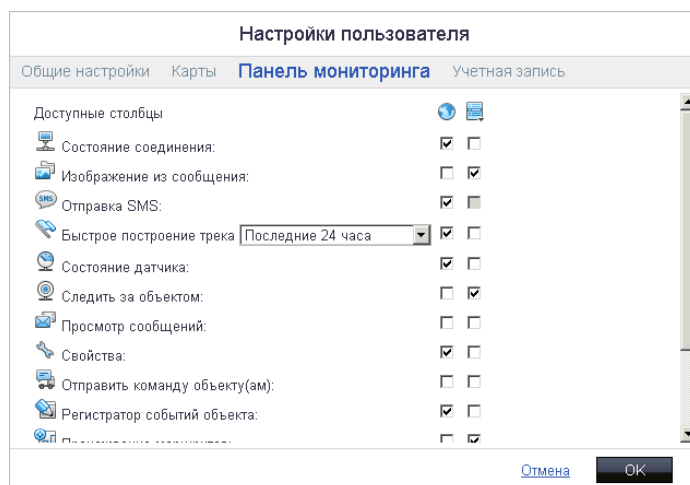 Настройки пользователя
Общие настройки Карты Панель мониторинга Учетная запись
Доступные столбцы
Состояние соединения:
Изображение из сообщения:
SMS Отправка SMS:
Быстрое построение трека Последние 24 часа
Состояние датчика:
Следить за объектом:
Просмотр сообщений:
Свойства:
Отправить команду объекту(ам):
Регистратор событий объекта:
Отмена OK